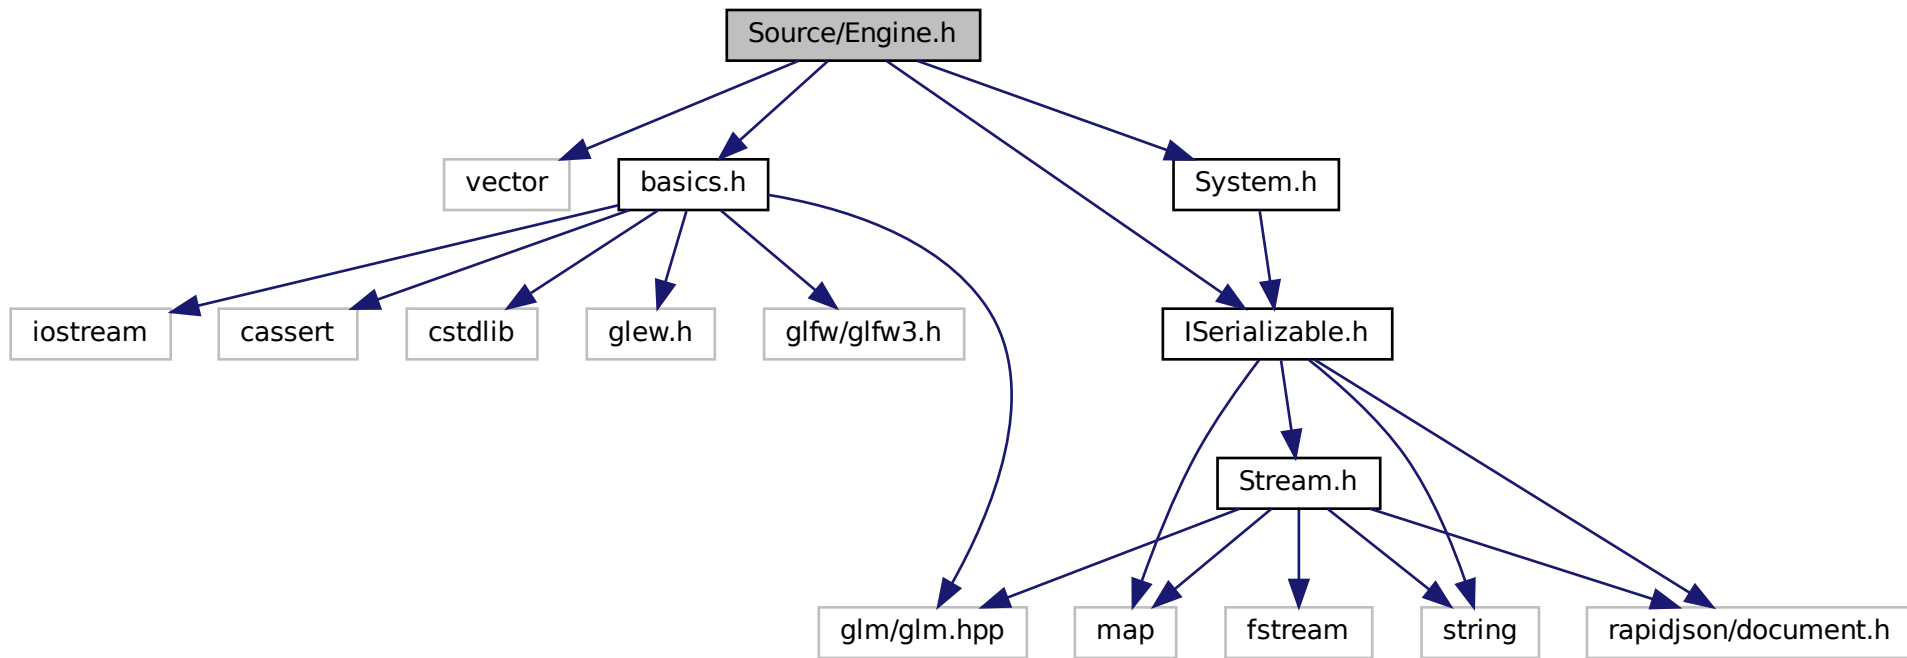 Source/Engine.h
vector
basics.h
System.h
iostream
cassert
cstdlib
glew.h
glfw/glfw3.h
ISerializable.h
Stream.h
glm/glm.hpp
map
fstream
string
rapidjson/document.h